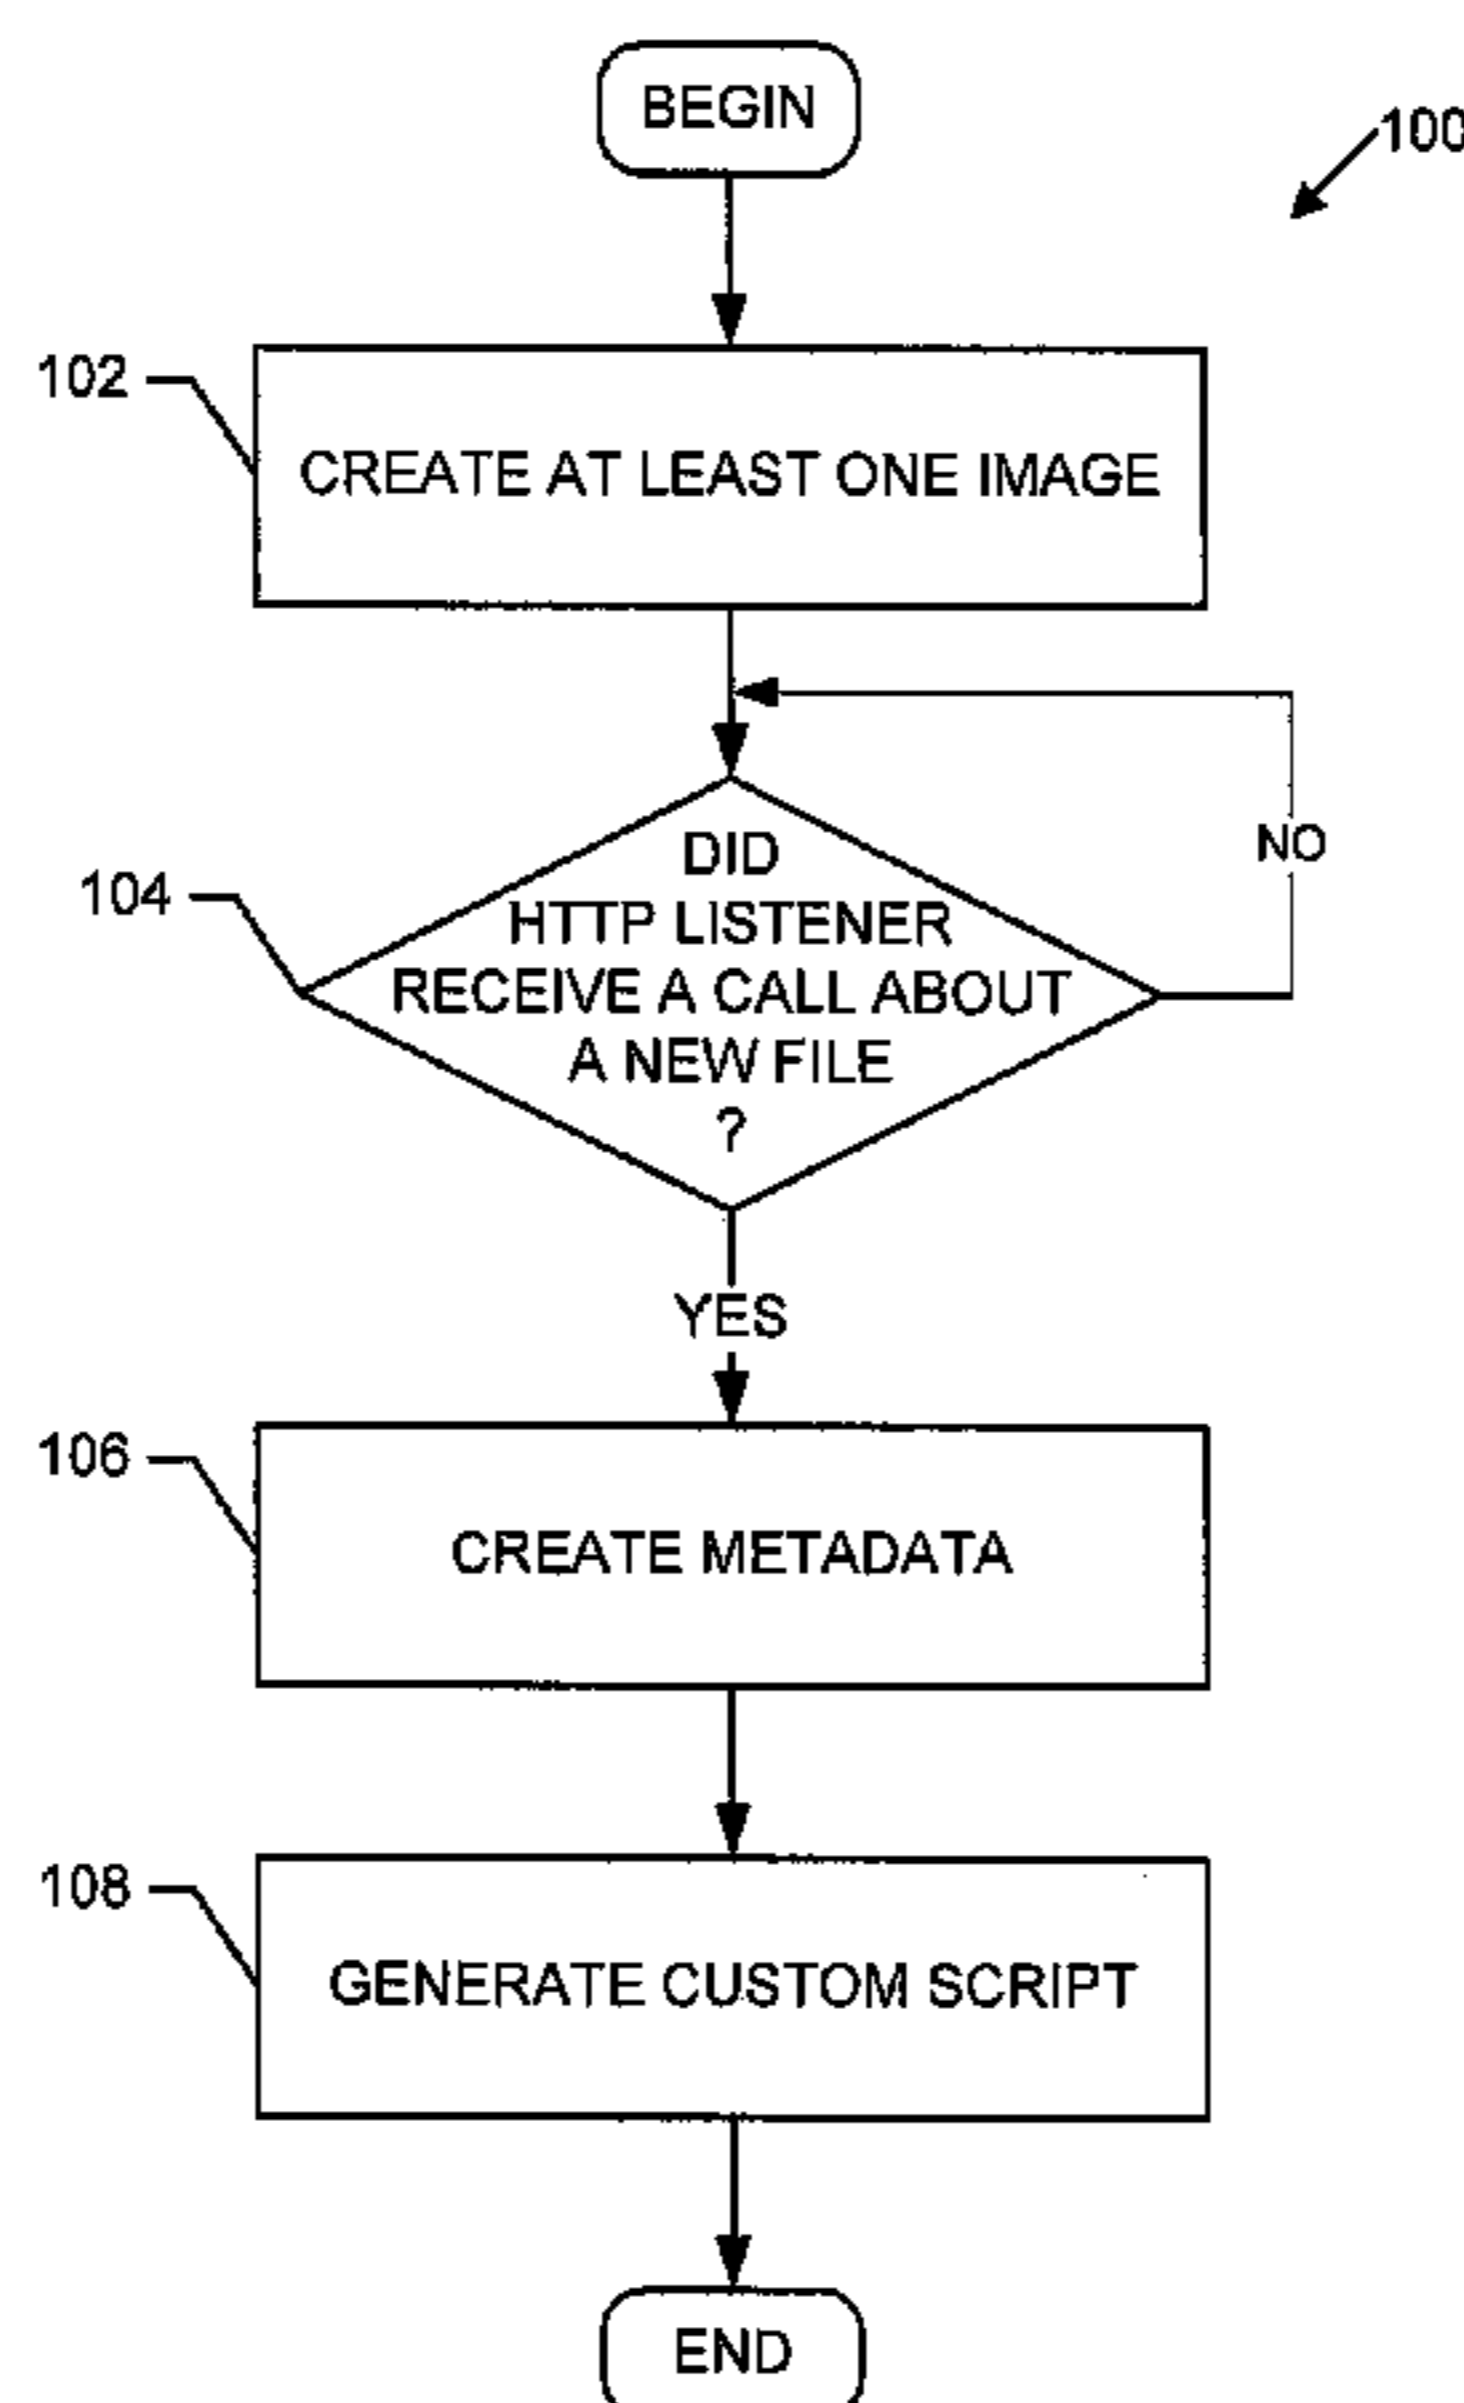 BEGIN
100
102
CREATE AT LEAST ONE IMAGE
104
DID
HTTP LISTENER
RECEIVE A CALL ABOUT
A NEW FILE
?
NO
YES
106
CREATE METADATA
108
GENERATE CUSTOM SCRIPT
END